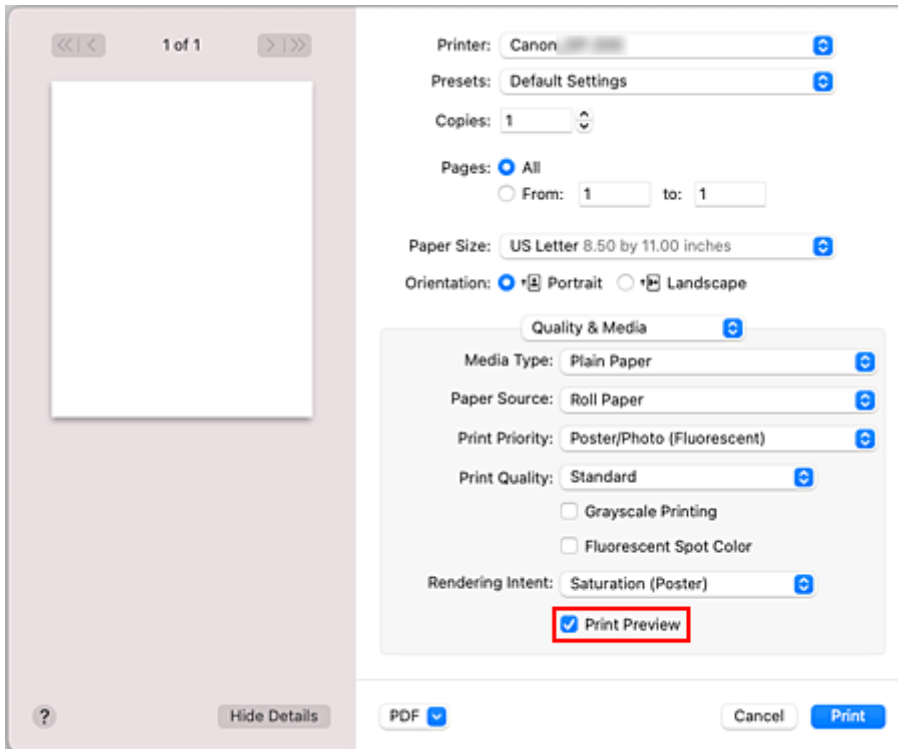 1 of 1
Printer: Canon
Presets: Default Settings
Copies: 1
Pages: All
From: 1 to: 1
Paper Size: US Letter 8.50 by 11.00 inches
Orientation: Portrait Landscape
Quality & Media
Media Type: Plain Paper
Paper Source: Roll Paper
Print Priority: Poster/Photo (Fluorescent)
Print Quality: Standard
Grayscale Printing
Fluorescent Spot Color
Rendering Intent: Saturation (Poster)
Print Preview
? Hide Details PDF Cancel Print